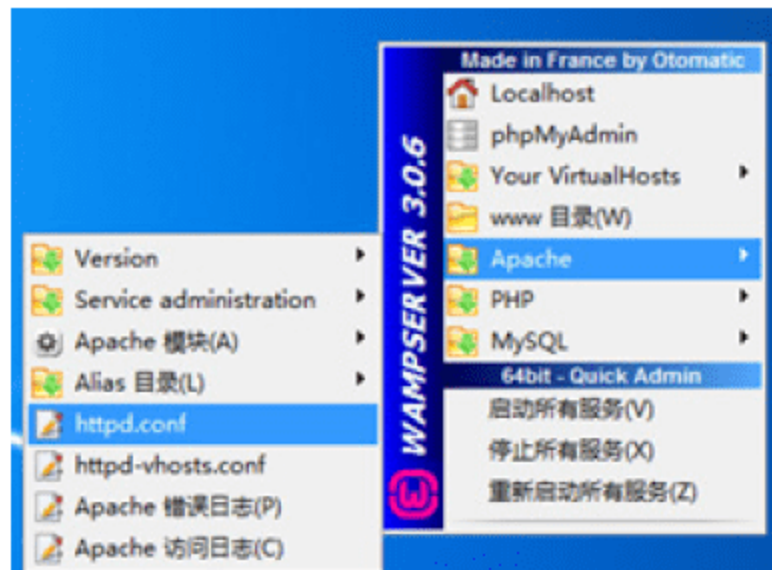 Made in France by Otomatic
Localhost
phpMyAdmin
Your VirtualHosts
www 目录(W)
Apache
PHP
MySQL
64bit - Quick Admin
启动所有服务(V)
停止所有服务(X)
重新启动所有服务(Z)
WAMPSERVER 3.0.6
Version
Service administration
Apache 模块(A)
Alias 目录(L)
httpd.conf
httpd-vhosts.conf
Apache 错误日志(P)
Apache 访问日志(C)